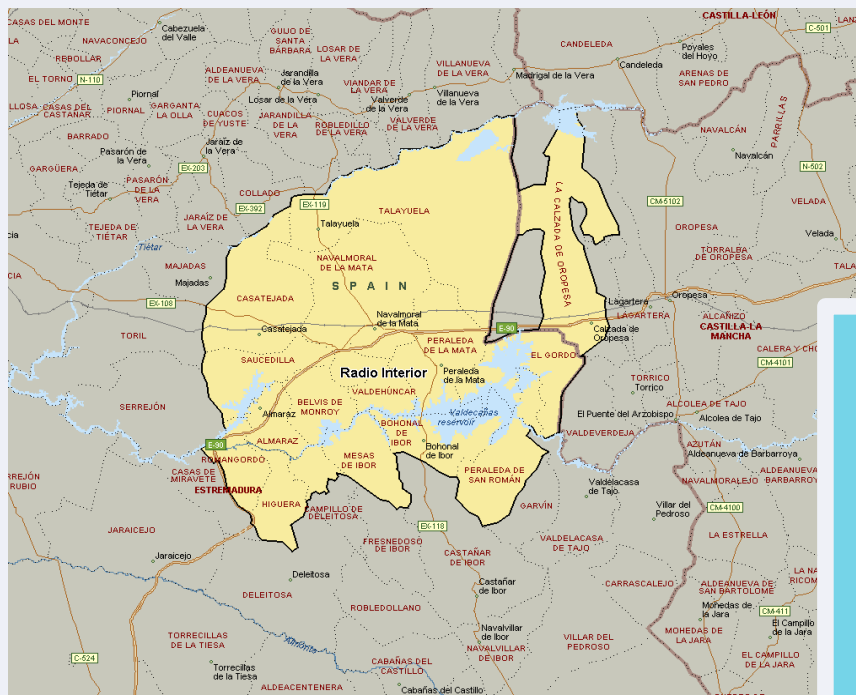 CASAS DEL MONTE
Cabezuela
del Valle
NAVACONCEJO
REBOLLAR
EL TORNO
N-110
GUIJO DE
SANTA
BÁRBARA
LOSAR DE
LA VERA
ALDEANUEVA
DE LA VERA
Jarandilla
de la Vera
VIANDAR DE
LA VERA
VILLANUEVA
DE LA VERA
Madrigal de la Vera
CANDELEDA
Candeleda
CASTILLA-LEÓN
C-501
Poyales
del Hoyo
ARENAS DE
SAN PEDRO
Piornal
PIORNAL
CASAS DEL
CASTAÑAR
GARGANTA
LA OLLA
CUACOS
DE YUSTE
Losar de la Vera
JARANDILLA
DE LA
VERA
Valverde
de la Vera
ROBLEDILLO
DE LA VERA
VALVERDE
DE LA VERA
Villanueva
de la Vera
BARRADO
Pasarón de
la Vera
Jaraíz de
la Vera
GARGÜERA
EX-203
Tejeda de
Tiétar
PASARÓN
DE LA
VERA
COLLADO
EX-392
EX-119
NAVALCÁN
Navalcán
PARRILLAS
N-502
VELADA
Velada
CM-5102
OROPESA
TORRALBA
DE OROPESA
TEJEDA DE
TIÉTAR
JARAÍZ DE
LA VERA
Tiétar
MAJADAS
Majadas
EX-108
TALAYUELA
Talayuela
NAVALMORAL
DE LA MATA
SPAIN
CASATEJADA
Casatejada
Navalmoral
de la Mata
LA CALZADA DE OROPESA
E-90
Lagartera
Oropesa
LAGARTERA
Calzada de
Oropesa
ALCAÑIZO
CASTILLA-LA
MANCHA
CALERA Y CHO
CM-4101
TORIL
SAUCEDILLA
PERALEDA
DE LA MATA
Peraleda
de la Mata
EL GORDO
Radio Interior
VALDEHÚNCAR
TORRICO
Torrico
ALCOLEA DE TAJO
Alcolea de Tajo
El Puente del Arzobispo
SERREJÓN
Almaraz
BELVIS DE
MONROY
BOHONAL
DE
IBOR
Valdecañas
reservoir
VALDEVERDEJA
ALMARAZ
E-90
ROMANGORDO
CASAS DE
MIRAVETE
ESTREMADURA
MESAS
DE IBOR
Bohonal
de Ibor
PERALEDA DE
SAN ROMÁN
AZUTÁN
Aldeanueva de Barbarroya
ALDEANUEVA
BARBARROY
NAVALMORALEJO
HIGUERA
CAMPILLO DE
DELEITOSA
GARVÍN
Valdelacasa
de Tajo
Villar del
Pedroso
CM-4100
LA ESTRELLA
JARAICEJO
Jaraicejo
EX-118
FRESNEDOSO
DE IBOR
CASTAÑAR
DE IBOR
VALDELACASA
DE TAJO
Deleitosa
DELEITOSA
Castañar
de Ibor
CARRASCALEJO
ALDEANUEVA DE
SAN BARTOLOMÉ
Mohedas de
la Jara
MOHEDAS DE
LA JARA
CM-411
El Campillo
de la Jara
EL CAMPILLO
DE LA JARA
ROBLEDOLLANO
TORRECILLAS
DE LA TIESA
Torrecillas
de la Tiesa
C-524
Almonte
Navalvillar
de Ibor
NAVALVILLAR
DE IBOR
VILLAR DEL
PEDROSO
CABAÑAS DEL
CASTILLO
Cabañas del Castillo
ALDEACENTENERA